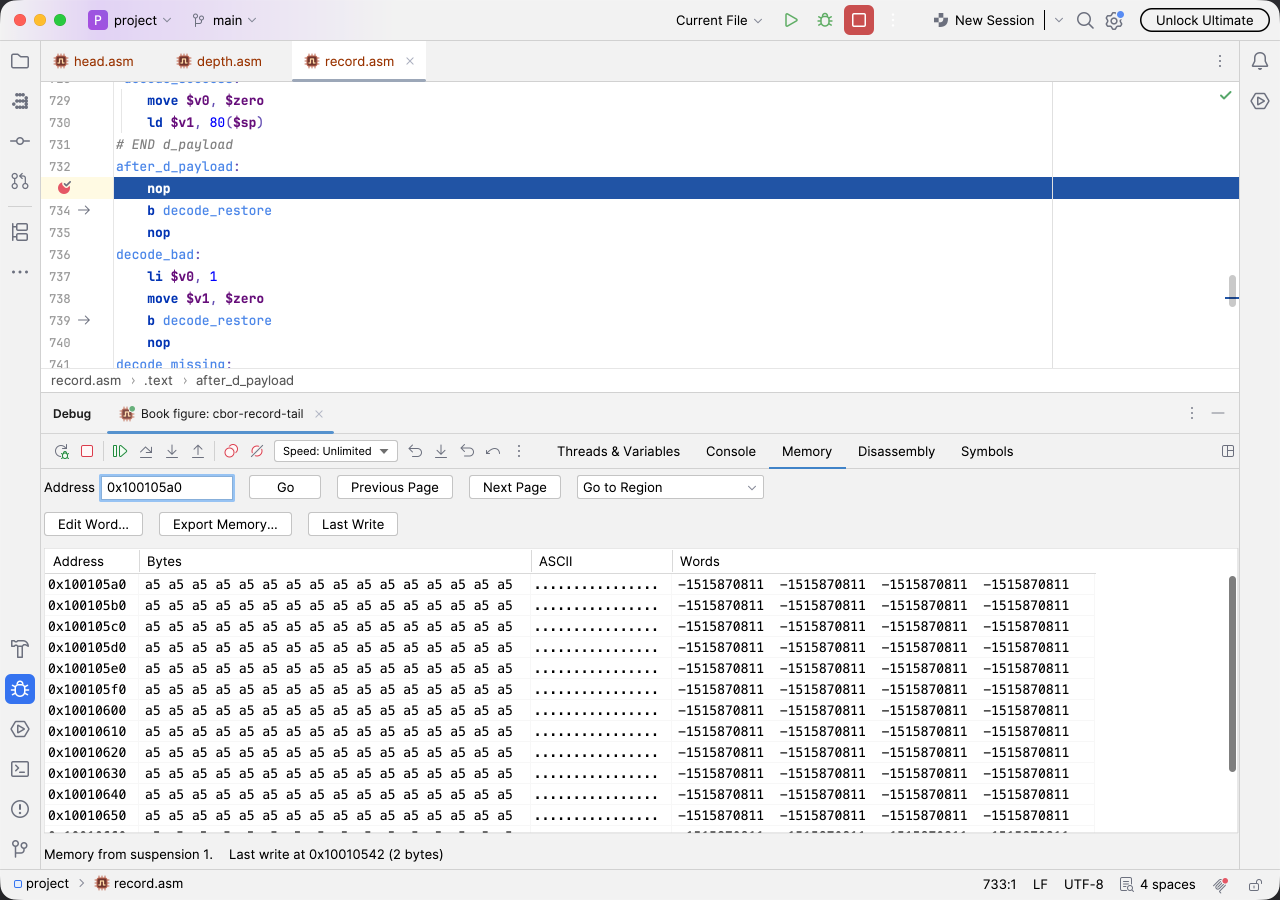 P project main Current File New Session Unlock Ultimate
head.asm depth.asm record.asm
729 move $v0, $zero
730 ld $v1, 80($sp)
731 # END d_payload
732 after_d_payload:
nop
734 b decode_restore
735 nop
736 decode_bad:
737 li $v0, 1
738 move $v1, $zero
739 b decode_restore
740 nop
741 decode_missing:
record.asm › .text › after_d_payload
Debug Book figure: cbor-record-tail
Speed: Unlimited Threads & Variables Console Memory Disassembly Symbols
Address 0x100105a0 Go Previous Page Next Page Go to Region
Edit Word... Export Memory... Last Write
Address Bytes ASCII Words
0x100105a0 a5 a5 a5 a5 a5 a5 a5 a5 a5 a5 a5 a5 a5 a5 a5 a5 ................ -1515870811 -1515870811 -1515870811 -1515870811
0x100105b0 a5 a5 a5 a5 a5 a5 a5 a5 a5 a5 a5 a5 a5 a5 a5 a5 ................ -1515870811 -1515870811 -1515870811 -1515870811
0x100105c0 a5 a5 a5 a5 a5 a5 a5 a5 a5 a5 a5 a5 a5 a5 a5 a5 ................ -1515870811 -1515870811 -1515870811 -1515870811
0x100105d0 a5 a5 a5 a5 a5 a5 a5 a5 a5 a5 a5 a5 a5 a5 a5 a5 ................ -1515870811 -1515870811 -1515870811 -1515870811
0x100105e0 a5 a5 a5 a5 a5 a5 a5 a5 a5 a5 a5 a5 a5 a5 a5 a5 ................ -1515870811 -1515870811 -1515870811 -1515870811
0x100105f0 a5 a5 a5 a5 a5 a5 a5 a5 a5 a5 a5 a5 a5 a5 a5 a5 ................ -1515870811 -1515870811 -1515870811 -1515870811
0x10010600 a5 a5 a5 a5 a5 a5 a5 a5 a5 a5 a5 a5 a5 a5 a5 a5 ................ -1515870811 -1515870811 -1515870811 -1515870811
0x10010610 a5 a5 a5 a5 a5 a5 a5 a5 a5 a5 a5 a5 a5 a5 a5 a5 ................ -1515870811 -1515870811 -1515870811 -1515870811
0x10010620 a5 a5 a5 a5 a5 a5 a5 a5 a5 a5 a5 a5 a5 a5 a5 a5 ................ -1515870811 -1515870811 -1515870811 -1515870811
0x10010630 a5 a5 a5 a5 a5 a5 a5 a5 a5 a5 a5 a5 a5 a5 a5 a5 ................ -1515870811 -1515870811 -1515870811 -1515870811
0x10010640 a5 a5 a5 a5 a5 a5 a5 a5 a5 a5 a5 a5 a5 a5 a5 a5 ................ -1515870811 -1515870811 -1515870811 -1515870811
0x10010650 a5 a5 a5 a5 a5 a5 a5 a5 a5 a5 a5 a5 a5 a5 a5 a5 ................ -1515870811 -1515870811 -1515870811 -1515870811
Memory from suspension 1. Last write at 0x10010542 (2 bytes)
project › record.asm 733:1 LF UTF-8 4 spaces